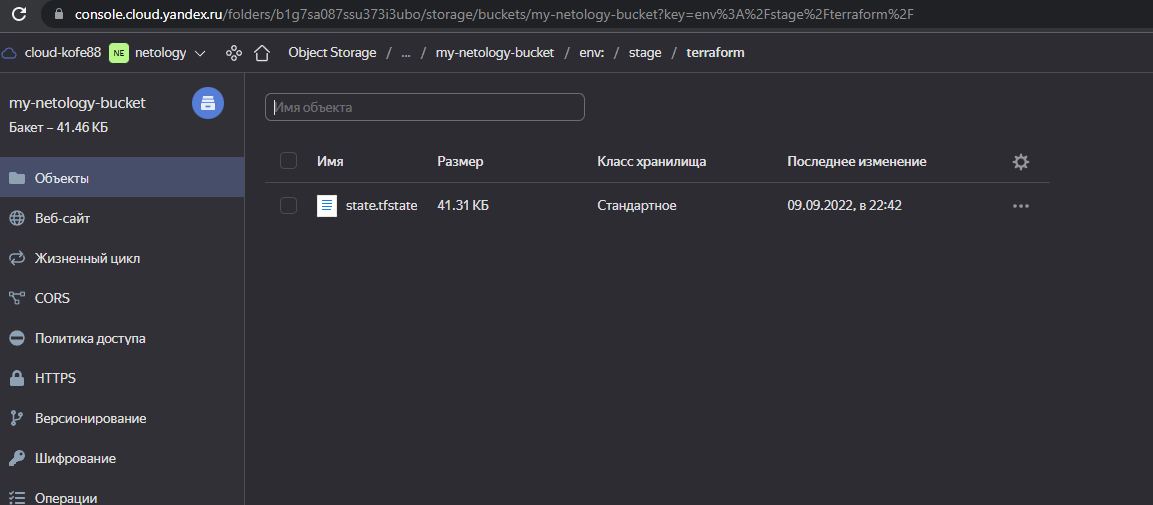 console.cloud.yandex.ru/folders/b1g7sa087ssu373i3ubo/storage/buckets/my-netology-bucket?key=env%3A%2Fstage%2Fterraform%2F
cloud-kofe88 NE netology Object Storage / ... / my-netology-bucket / env: / stage / terraform
my-netology-bucket
Бакет – 41.46 КБ
Объекты
Веб-сайт
Жизненный цикл
CORS
Политика доступа
HTTPS
Версионирование
Шифрование
Операции
Имя объекта
Имя Размер Класс хранилища Последнее изменение
state.tfstate 41.31 КБ Стандартное 09.09.2022, в 22:42